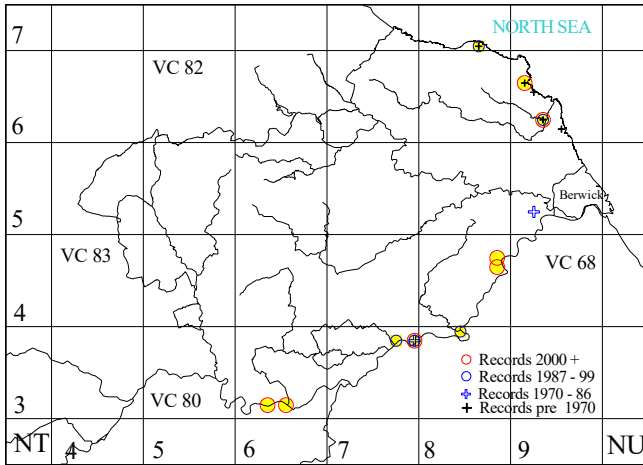 NORTH SEA
7
VC 82
6
Berwick
5
VC 83
VC 68
4
Records 2000 +
Records 1987 - 99
Records 1970 - 86
Records pre 1970
VC 80
3
NT 4 5 6 7 8 9 NU